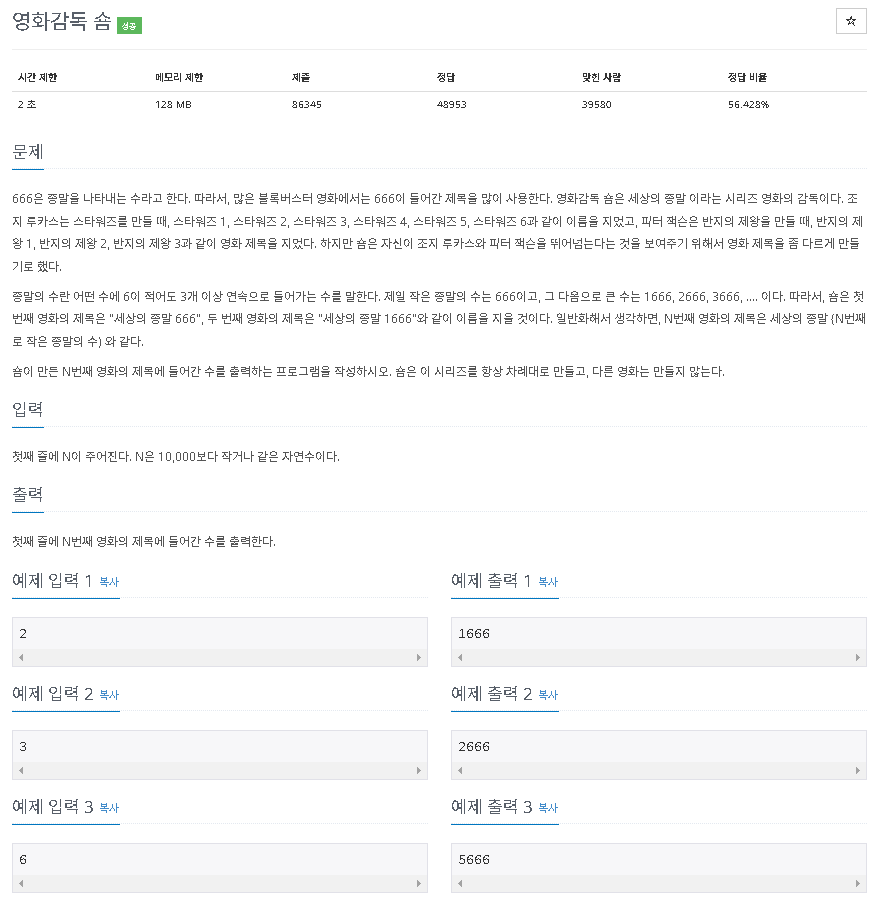 영화감독 숌 성공
☆
시간 제한 메모리 제한 제출 정답 맞힌 사람 정답 비율
2 초 128 MB 86345 48953 39580 56.428%
문제
666은 종말을 나타내는 수라고 한다. 따라서, 많은 블록버스터 영화에서는 666이 들어간 제목을 많이 사용한다. 영화감독 숌은 세상의 종말 이라는 시리즈 영화의 감독이다. 조
지 루카스는 스타워즈를 만들 때, 스타워즈 1, 스타워즈 2, 스타워즈 3, 스타워즈 4, 스타워즈 5, 스타워즈 6과 같이 이름을 지었고, 피터 잭슨은 반지의 제왕을 만들 때, 반지의 제
왕 1, 반지의 제왕 2, 반지의 제왕 3과 같이 영화 제목을 지었다. 하지만 숌은 자신이 조지 루카스와 피터 잭슨을 뛰어넘는다는 것을 보여주기 위해서 영화 제목을 좀 다르게 만들
기로 했다.
종말의 수란 어떤 수에 6이 적어도 3개 이상 연속으로 들어가는 수를 말한다. 제일 작은 종말의 수는 666이고, 그 다음으로 큰 수는 1666, 2666, 3666, .... 이다. 따라서, 숌은 첫
번째 영화의 제목은 "세상의 종말 666", 두 번째 영화의 제목은 "세상의 종말 1666"와 같이 이름을 지을 것이다. 일반화해서 생각하면, N번째 영화의 제목은 세상의 종말 (N번째
로 작은 종말의 수) 와 같다.
숌이 만든 N번째 영화의 제목에 들어간 수를 출력하는 프로그램을 작성하시오. 숌은 이 시리즈를 항상 차례대로 만들고, 다른 영화는 만들지 않는다.
입력
첫째 줄에 N이 주어진다. N은 10,000보다 작거나 같은 자연수이다.
출력
첫째 줄에 N번째 영화의 제목에 들어간 수를 출력한다.
예제 입력 1 복사
2
예제 출력 1 복사
1666
예제 입력 2 복사
3
예제 출력 2 복사
2666
예제 입력 3 복사
6
예제 출력 3 복사
5666